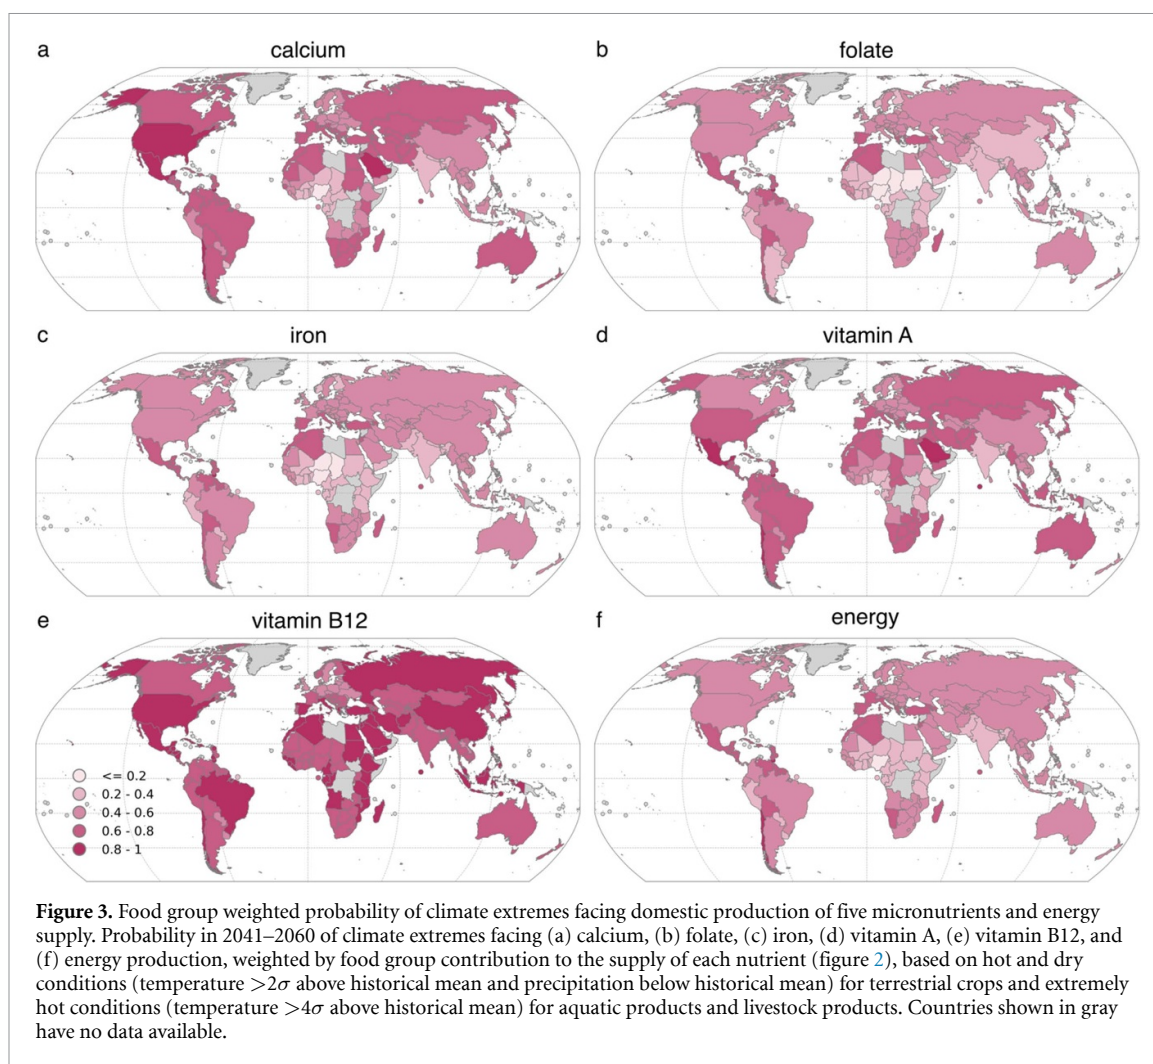 a
calcium
b
folate
c
iron
d
vitamin A
e
vitamin B12
f
energy
<= 0.2
0.2 - 0.4
0.4 - 0.6
0.6 - 0.8
0.8 - 1
Figure 3. Food group weighted probability of climate extremes facing domestic production of five micronutrients and energy
supply. Probability in 2041–2060 of climate extremes facing (a) calcium, (b) folate, (c) iron, (d) vitamin A, (e) vitamin B12, and
(f) energy production, weighted by food group contribution to the supply of each nutrient (figure 2), based on hot and dry
conditions (temperature >2σ above historical mean and precipitation below historical mean) for terrestrial crops and extremely
hot conditions (temperature >4σ above historical mean) for aquatic products and livestock products. Countries shown in gray
have no data available.